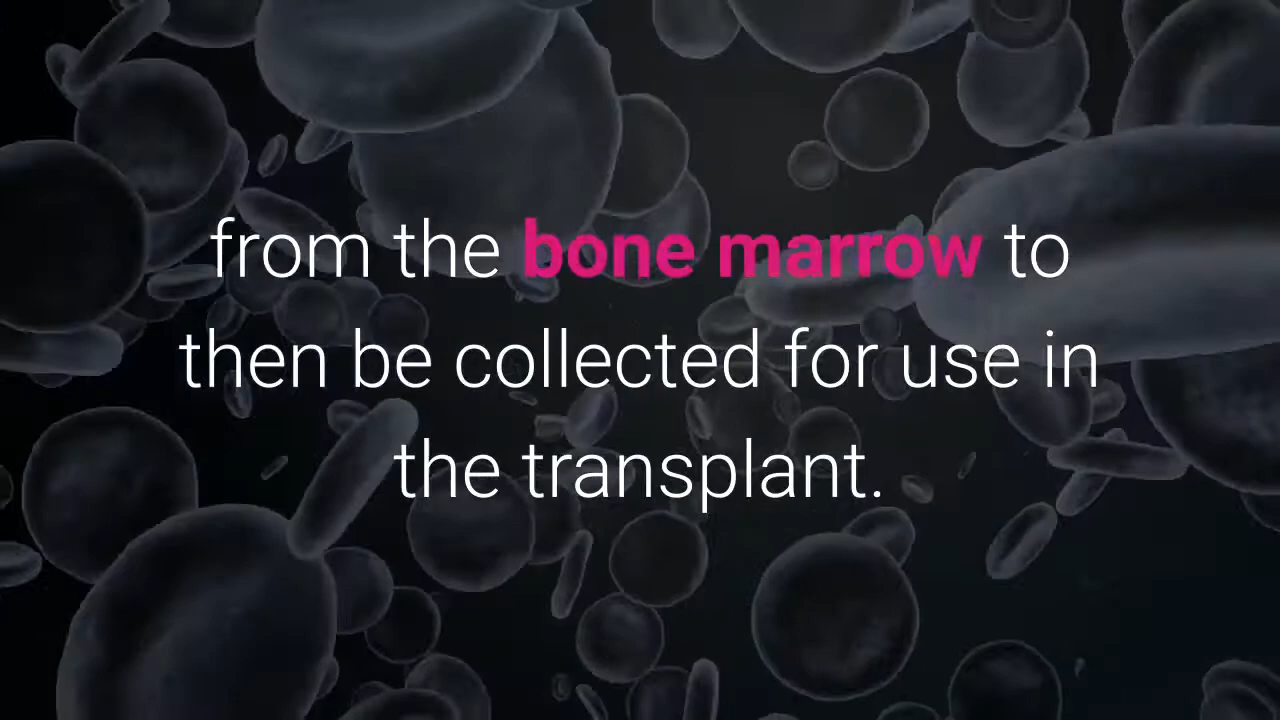 from the bone marrow to
then be collected for use in
the transplant.